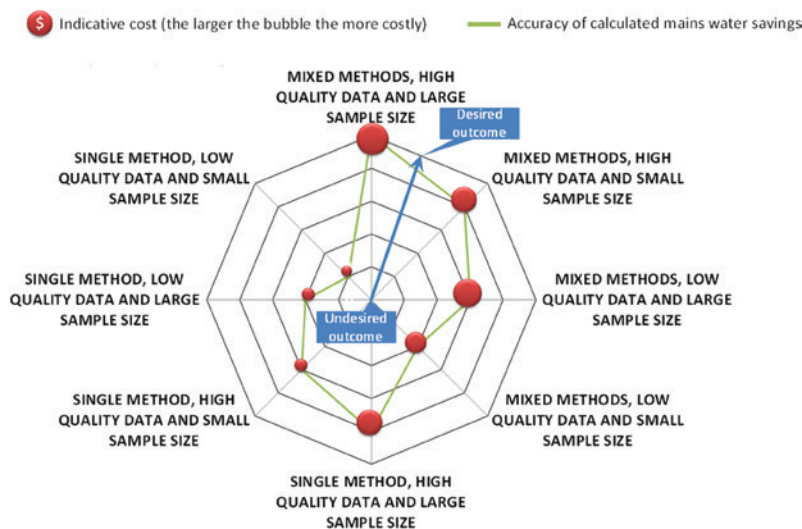 $ Indicative cost (the larger the bubble the more costly)
Accuracy of calculated mains water savings
MIXED METHODS, HIGH
QUALITY DATA AND LARGE
SAMPLE SIZE
Desired
outcome
SINGLE METHOD, LOW
QUALITY DATA AND SMALL
SAMPLE SIZE
MIXED METHODS, HIGH
QUALITY DATA AND SMALL
SAMPLE SIZE
SINGLE METHOD, LOW
QUALITY DATA AND LARGE
SAMPLE SIZE
MIXED METHODS, LOW
QUALITY DATA AND LARGE
SAMPLE SIZE
Undesired
outcome
SINGLE METHOD, HIGH
QUALITY DATA AND SMALL
SAMPLE SIZE
MIXED METHODS, LOW
QUALITY DATA AND SMALL
SAMPLE SIZE
SINGLE METHOD, HIGH
QUALITY DATA AND LARGE
SAMPLE SIZE